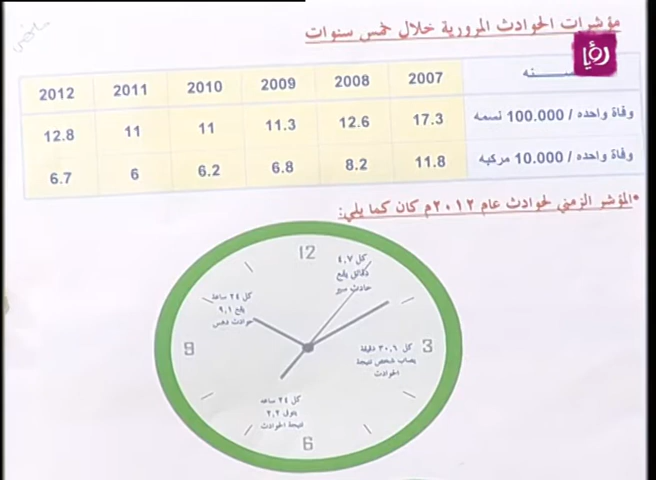 مؤشرات الحوادث المرورية خلال خمس سنوات
رؤيا
2007 2008 2009 2010 2011 2012
وفاة واحده / 100.000 نسمه 17.3 12.6 11.3 11 11 12.8
وفاة واحده / 10.000 مركبه 11.8 8.2 6.8 6.2 6 6.7
•المؤشر الزمني لحوادث عام ٢٠١٢م كان كما يلي:
12
كل ٤,٧
دقائق يقع
حادث سير
كل ٢٤ ساعة
يقع ٩,١
حوادث دهس
3
كل ٣٠,٦ دقيقة
يصاب شخص نتيجة
الحوادث
9
كل ٢٤ ساعه
يتوفى ٢,٢
نتيجة الحوادث
6